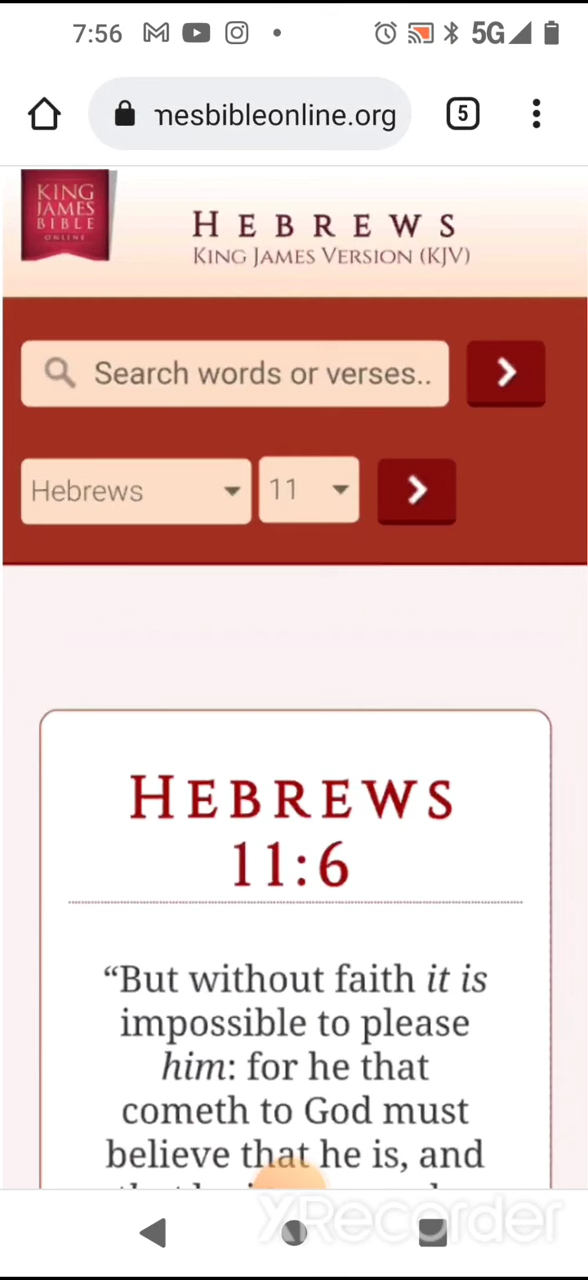 7:56 5G
mesbibleonline.org 5
KING
JAMES
BIBLE
ONLINE
HEBREWS
KING JAMES VERSION (KJV)
Search words or verses..
Hebrews 11
HEBREWS
11:6
“But without faith it is
impossible to please
him: for he that
cometh to God must
believe that he is, and
XRecorder